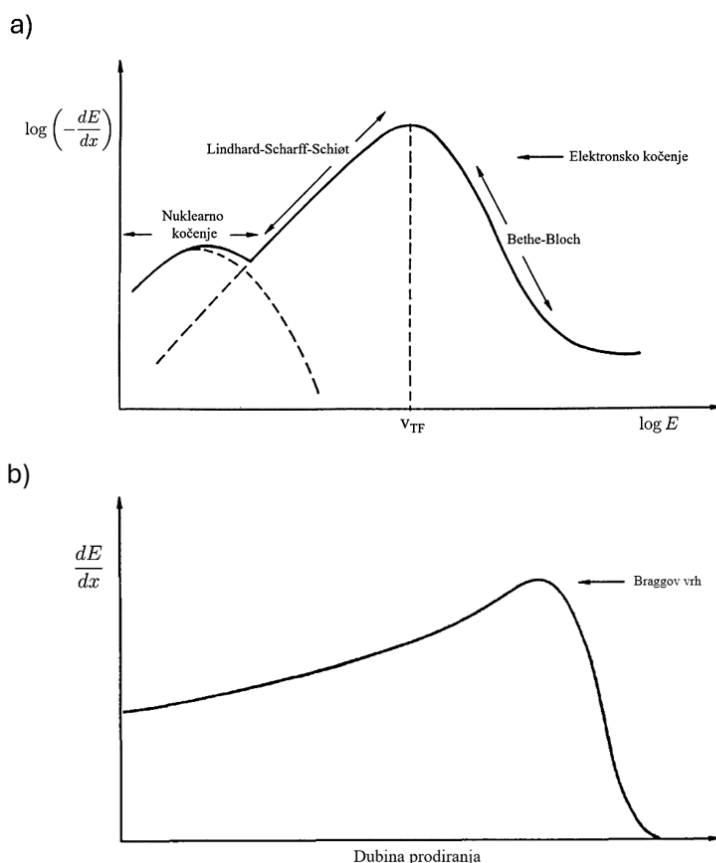 a)
log(−dE/dx)
Lindhard-Scharff-Schiøt
Elektronsko kočenje
Nuklearno
kočenje
Bethe-Bloch
v_TF
log E
b)
dE/dx
Braggov vrh
Dubina prodiranja